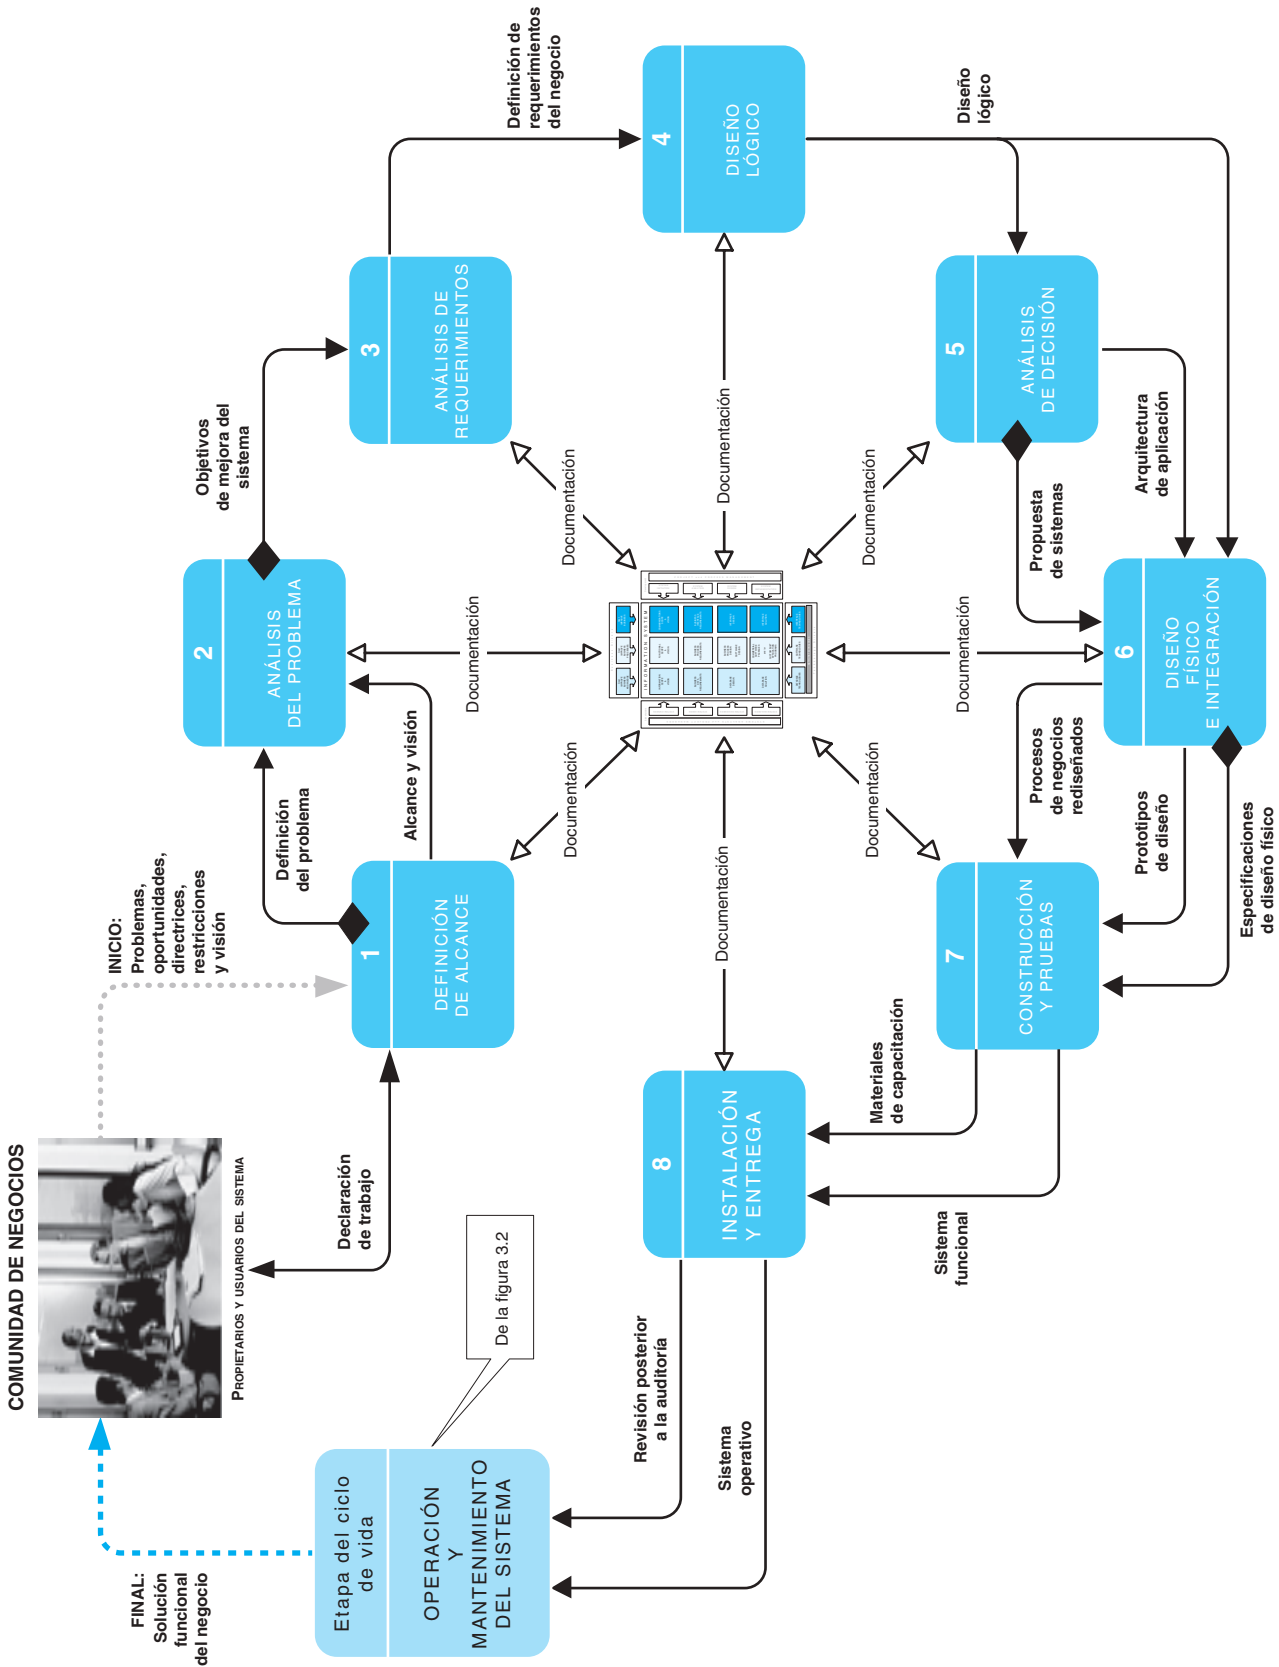 COMUNIDAD DE NEGOCIOS
PROPIETARIOS Y USUARIOS DEL SISTEMA
INICIO:
Problemas,
oportunidades,
directrices,
restricciones
y visión
FINAL:
Solución
funcional
del negocio
Declaración
de trabajo
1
DEFINICIÓN
DE ALCANCE
Definición
del problema
Alcance y visión
2
ANÁLISIS
DEL PROBLEMA
Objetivos
de mejora del
sistema
3
ANÁLISIS DE
REQUERIMIENTOS
Definición de
requerimientos
del negocio
4
DISEÑO
LÓGICO
Diseño
lógico
5
ANÁLISIS
DE DECISIÓN
Propuesta
de sistemas
Arquitectura
de aplicación
6
DISEÑO
FÍSICO
E INTEGRACIÓN
Procesos
de negocios
rediseñados
Prototipos
de diseño
Especificaciones
de diseño físico
7
CONSTRUCCIÓN
Y PRUEBAS
Materiales
de capacitación
Sistema
funcional
8
INSTALACIÓN
Y ENTREGA
Revisión posterior
a la auditoría
Sistema
operativo
Etapa del ciclo
de vida
OPERACIÓN
Y
MANTENIMIENTO
DEL SISTEMA
De la figura 3.2
Documentación
Documentación
Documentación
Documentación
Documentación
Documentación
Documentación
Documentación
INFORMATION SYSTEM